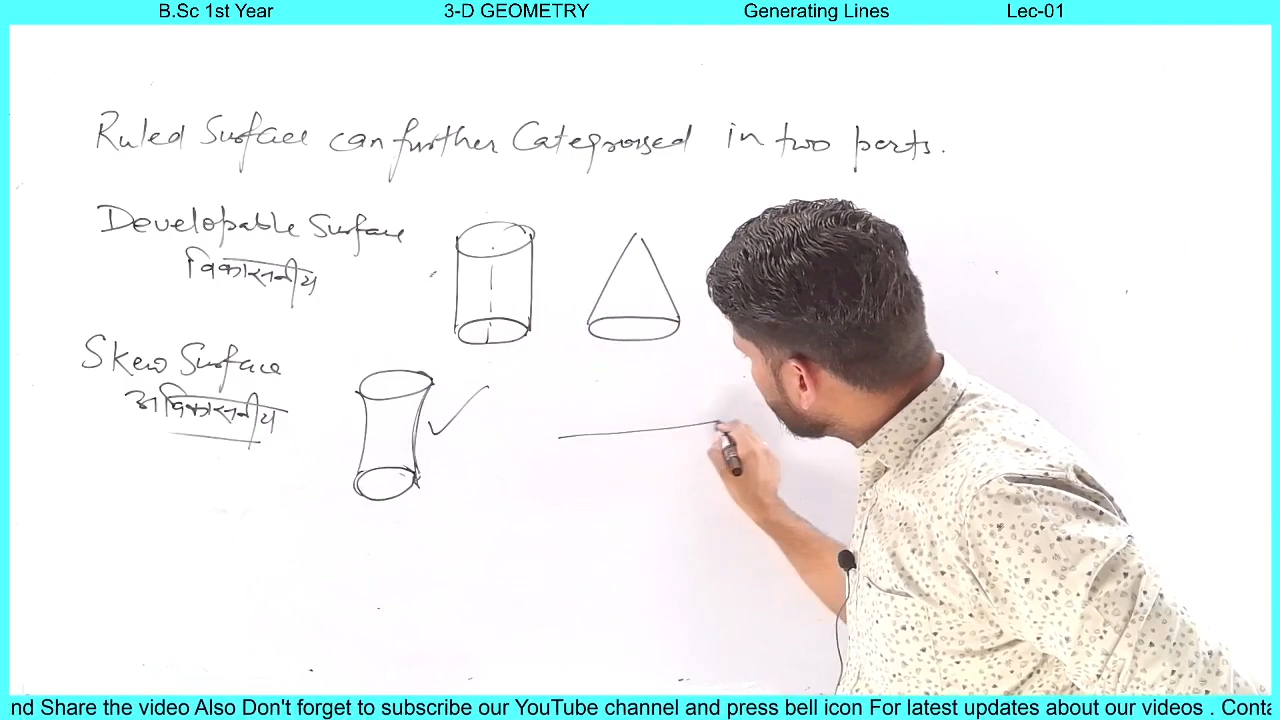 B.Sc 1st Year 3-D GEOMETRY Generating Lines Lec-01
Ruled Surface can further Categorised in two parts.
Developable Surface
विकासनीय
Skew Surface
अविकासनीय
nd Share the video Also Don't forget to subscribe our YouTube channel and press bell icon For latest updates about our videos . Conta